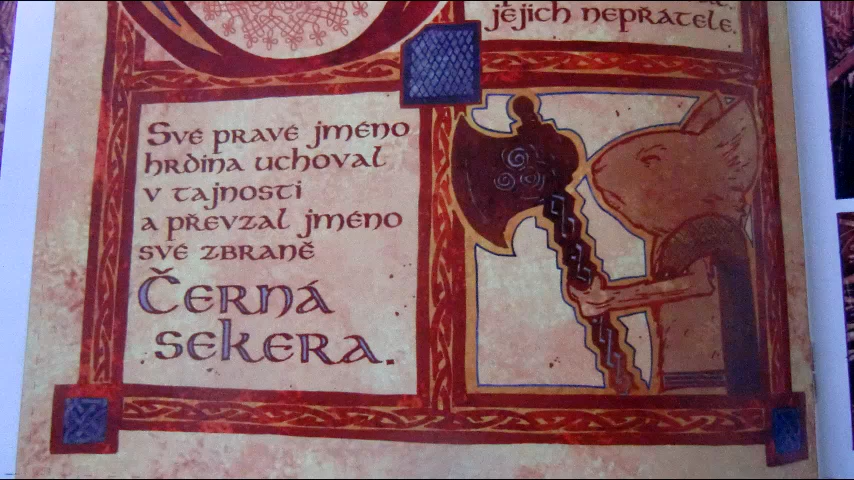 jejich nepřátele.
Své pravé jméno
hrdina uchoval
v tajnosti
a převzal jméno
své zbraně
Černá
sekera.